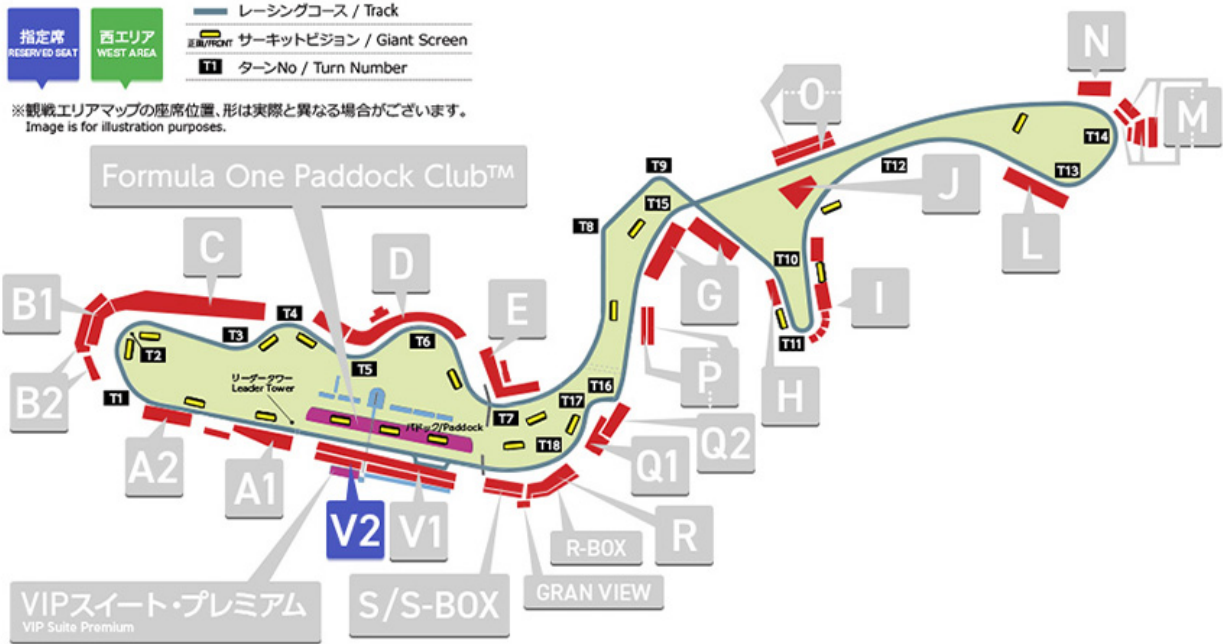 指定席
RESERVED SEAT
西エリア
WEST AREA
レーシングコース / Track
正面/FRONT サーキットビジョン / Giant Screen
T1 ターンNo / Turn Number
※観戦エリアマップの座席位置、形は実際と異なる場合がございます。
Image is for illustration purposes.
Formula One Paddock Club™
N
O
M
T14
T13
T12
T9
J
T15
T8
L
C
D
T10
G
I
B1
E
T4
T3
T6
T11
T2
T5
P
H
B2
リーダータワー
Leader Tower
T1
T16
T7
T17
パドック/Paddock
T18
Q2
A2
Q1
A1
V2
V1
R
R-BOX
S/S-BOX
GRAN VIEW
VIPスイート・プレミアム
VIP Suite Premium